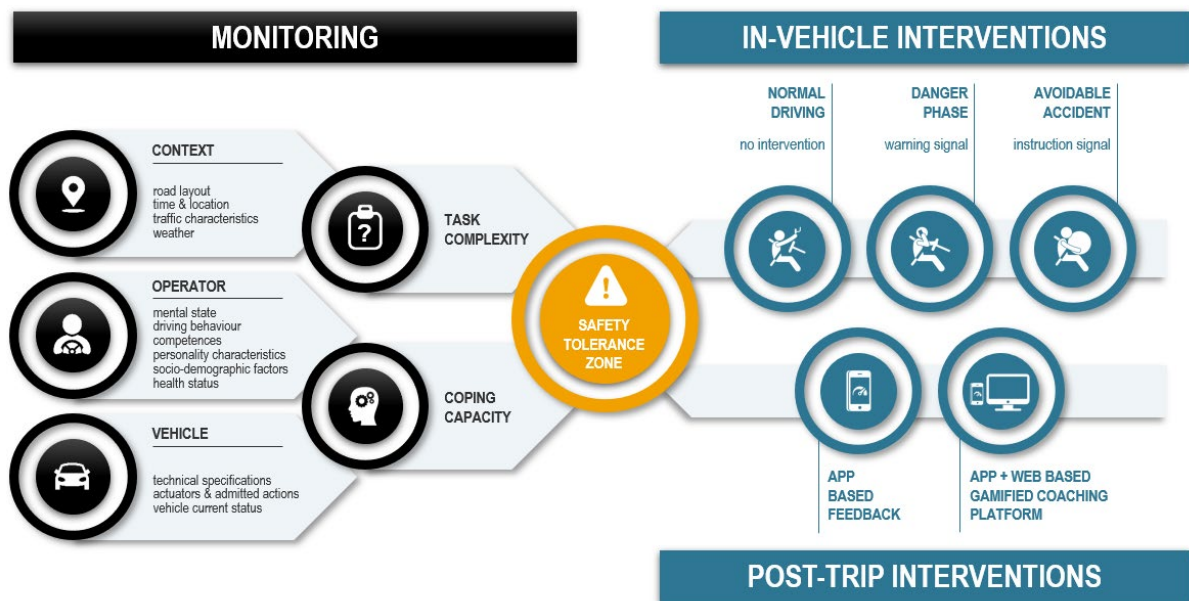 MONITORING
CONTEXT
road layout
time & location
traffic characteristics
weather
OPERATOR
mental state
driving behaviour
competences
personality characteristics
socio-demographic factors
health status
VEHICLE
technical specifications
actuators & admitted actions
vehicle current status
?
TASK
COMPLEXITY
COPING
CAPACITY
!
SAFETY
TOLERANCE
ZONE
IN-VEHICLE INTERVENTIONS
NORMAL
DRIVING
no intervention
DANGER
PHASE
warning signal
AVOIDABLE
ACCIDENT
instruction signal
APP
BASED
FEEDBACK
APP + WEB BASED
GAMIFIED COACHING
PLATFORM
POST-TRIP INTERVENTIONS